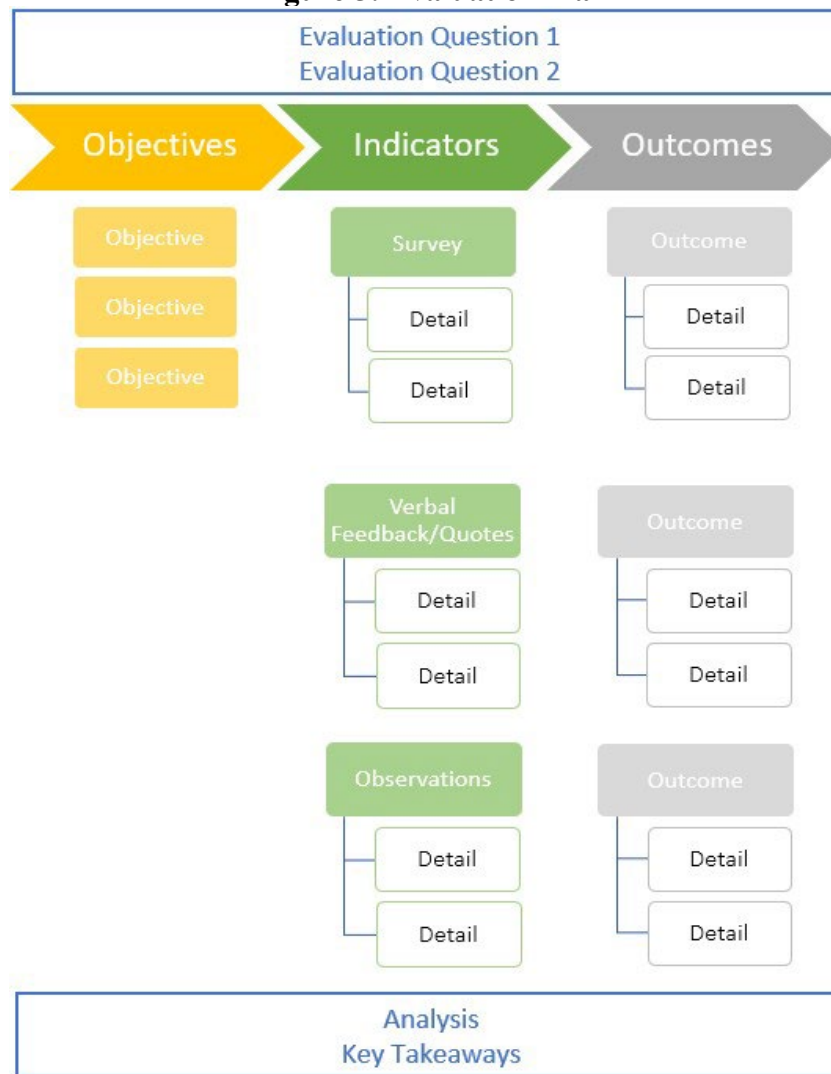 Evaluation Question 1
Evaluation Question 2
Objectives
Indicators
Outcomes
Objective
Objective
Objective
Survey
Detail
Detail
Verbal
Feedback/Quotes
Detail
Detail
Observations
Detail
Detail
Outcome
Detail
Detail
Outcome
Detail
Detail
Outcome
Detail
Detail
Analysis
Key Takeaways